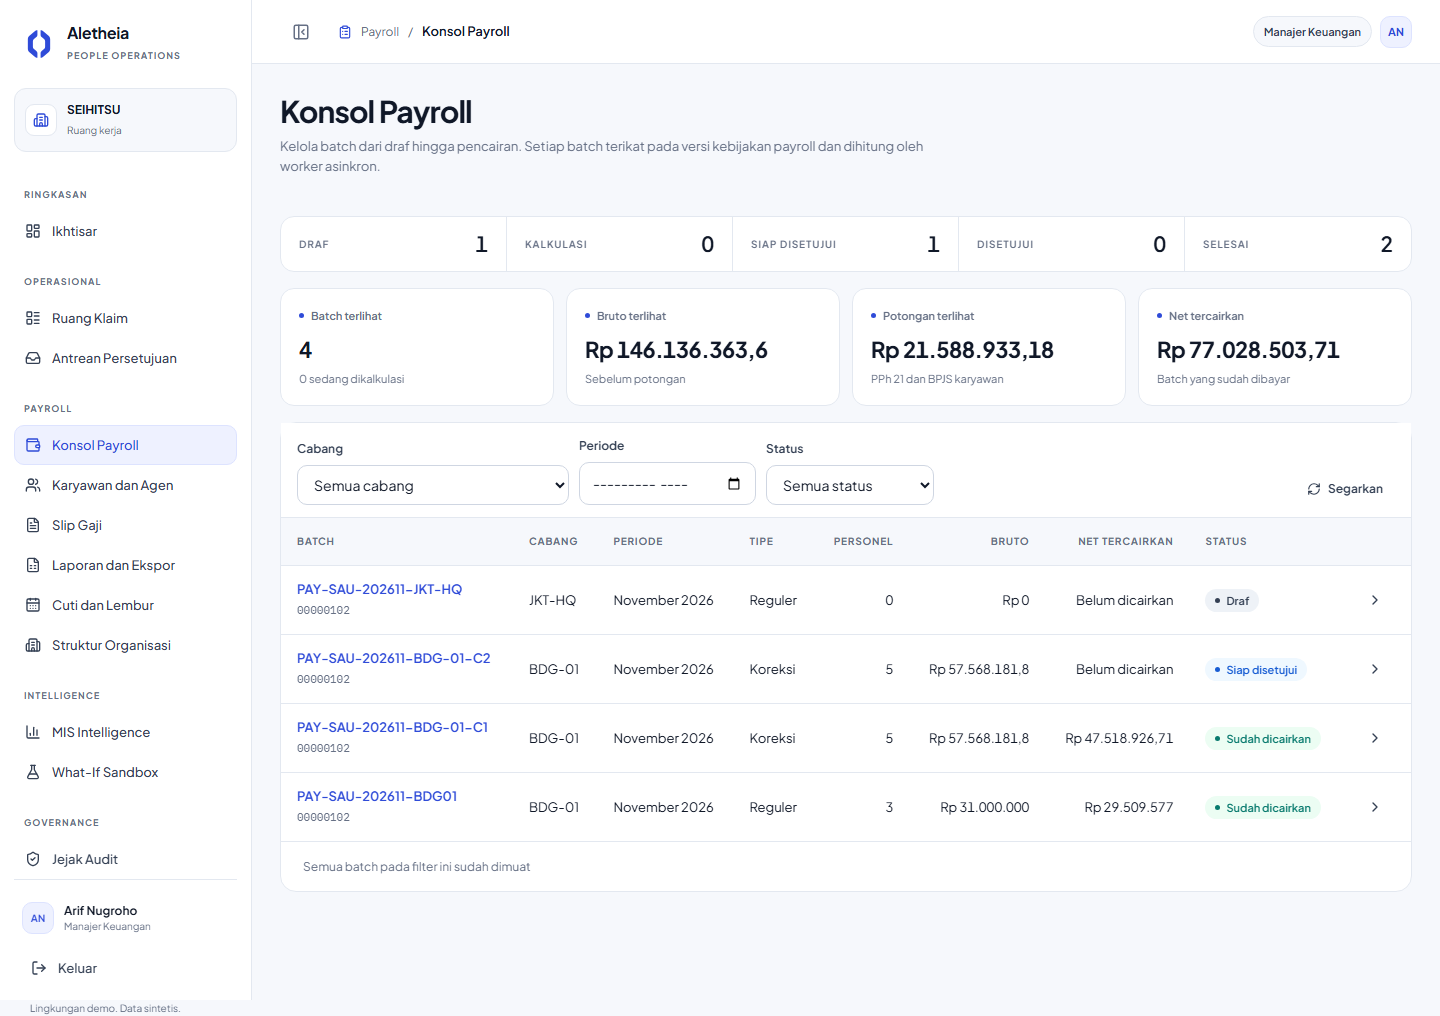 Aletheia
PEOPLE OPERATIONS
SEIHITSU
Ruang kerja
RINGKASAN
Ikhtisar
OPERASIONAL
Ruang Klaim
Antrean Persetujuan
PAYROLL
Konsol Payroll
Karyawan dan Agen
Slip Gaji
Laporan dan Ekspor
Cuti dan Lembur
Struktur Organisasi
INTELLIGENCE
MIS Intelligence
What-If Sandbox
GOVERNANCE
Jejak Audit
AN
Arif Nugroho
Manajer Keuangan
Keluar
Lingkungan demo. Data sintetis.
Payroll / Konsol Payroll
Manajer Keuangan AN
Konsol Payroll
Kelola batch dari draf hingga pencairan. Setiap batch terikat pada versi kebijakan payroll dan dihitung oleh
worker asinkron.
DRAF 1 KALKULASI 0 SIAP DISETUJUI 1 DISETUJUI 0 SELESAI 2
Batch terlihat
4
0 sedang dikalkulasi
Bruto terlihat
Rp 146.136.363,6
Sebelum potongan
Potongan terlihat
Rp 21.588.933,18
PPh 21 dan BPJS karyawan
Net tercairkan
Rp 77.028.503,71
Batch yang sudah dibayar
Cabang
Semua cabang
Periode
--------- ----
Status
Semua status
Segarkan
BATCH CABANG PERIODE TIPE PERSONEL BRUTO NET TERCAIRKAN STATUS
PAY-SAU-202611-JKT-HQ
00000102
JKT-HQ November 2026 Reguler 0 Rp 0 Belum dicairkan Draf
PAY-SAU-202611-BDG-01-C2
00000102
BDG-01 November 2026 Koreksi 5 Rp 57.568.181,8 Belum dicairkan Siap disetujui
PAY-SAU-202611-BDG-01-C1
00000102
BDG-01 November 2026 Koreksi 5 Rp 57.568.181,8 Rp 47.518.926,71 Sudah dicairkan
PAY-SAU-202611-BDG01
00000102
BDG-01 November 2026 Reguler 3 Rp 31.000.000 Rp 29.509.577 Sudah dicairkan
Semua batch pada filter ini sudah dimuat